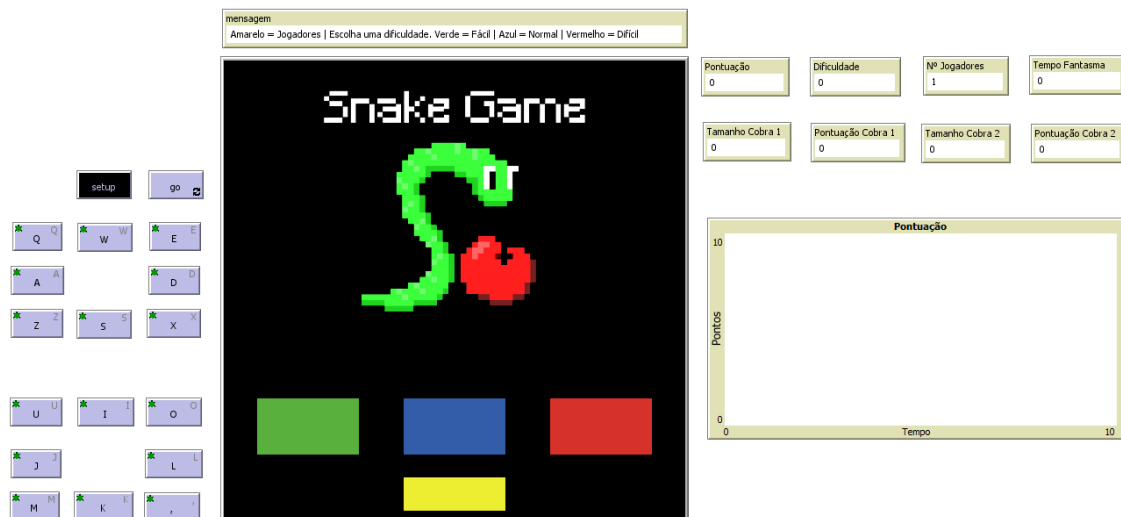 mensagem
Amarelo = Jogadores | Escolha uma dificuldade. Verde = Fácil | Azul = Normal | Vermelho = Difícil
Snake Game
Pontuação
0
Dificuldade
0
Nº Jogadores
1
Tempo Fantasma
0
Tamanho Cobra 1
0
Pontuação Cobra 1
0
Tamanho Cobra 2
0
Pontuação Cobra 2
0
setup
go
Q Q
W W
E E
A A
D D
Z Z
S S
X X
U U
I I
O O
J J
L L
M M
K K
, ,
Pontuação
10
Pontos
0
0
Tempo
10